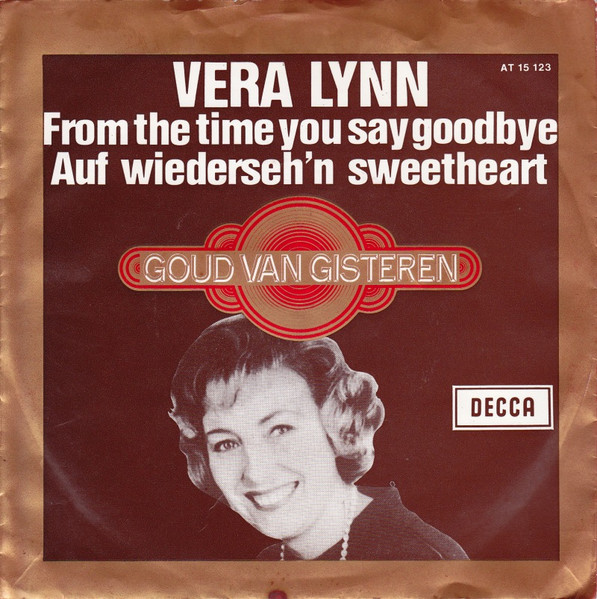 AT 15 123
VERA LYNN
From the time you say goodbye
Auf wiederseh'n sweetheart
GOUD VAN GISTEREN
DECCA